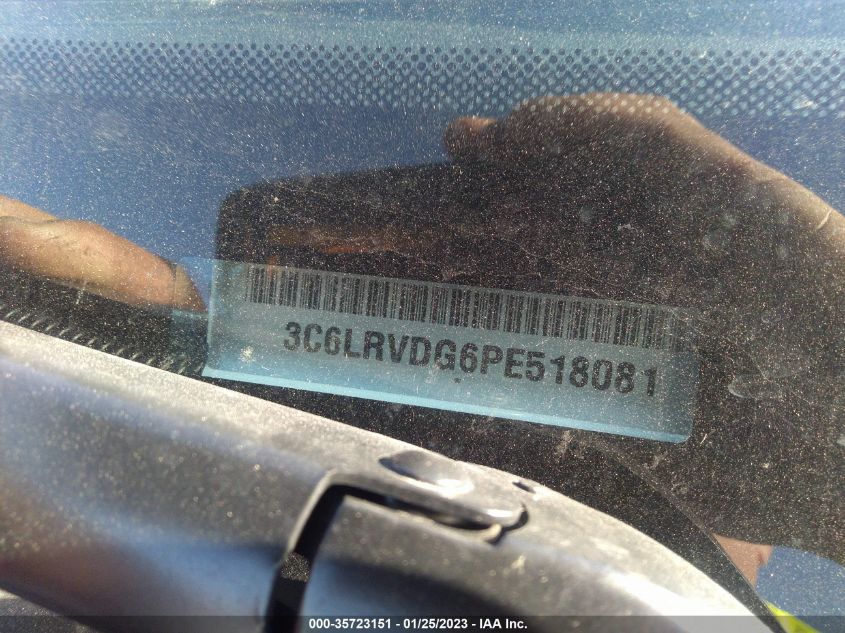 3C6LRVDG6PE518081
000-35723151 - 01/25/2023 - IAA Inc.